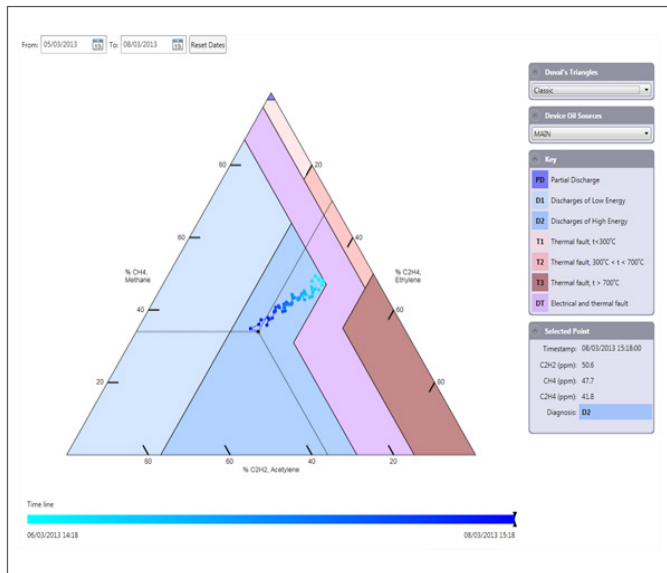 From: 05/03/2013 15 To: 08/03/2013 15 Reset Dates
Duval's Triangles
Classic
Device Oil Sources
MAIN
Key
PD Partial Discharge
D1 Discharges of Low Energy
D2 Discharges of High Energy
T1 Thermal fault, t<300°C
T2 Thermal fault, 300°C < t < 700°C
T3 Thermal fault, t > 700°C
DT Electrical and thermal fault
Selected Point
Timestamp: 08/03/2013 15:18:00
C2H2 (ppm): 50.6
CH4 (ppm): 47.7
C2H4 (ppm): 41.8
Diagnosis: D2
80
60
40
20
% CH4,
Methane
20
40
60
80
% C2H4,
Ethylene
80
60
40
20
% C2H2, Acetylene
Time line
06/03/2013 14:18
08/03/2013 15:18